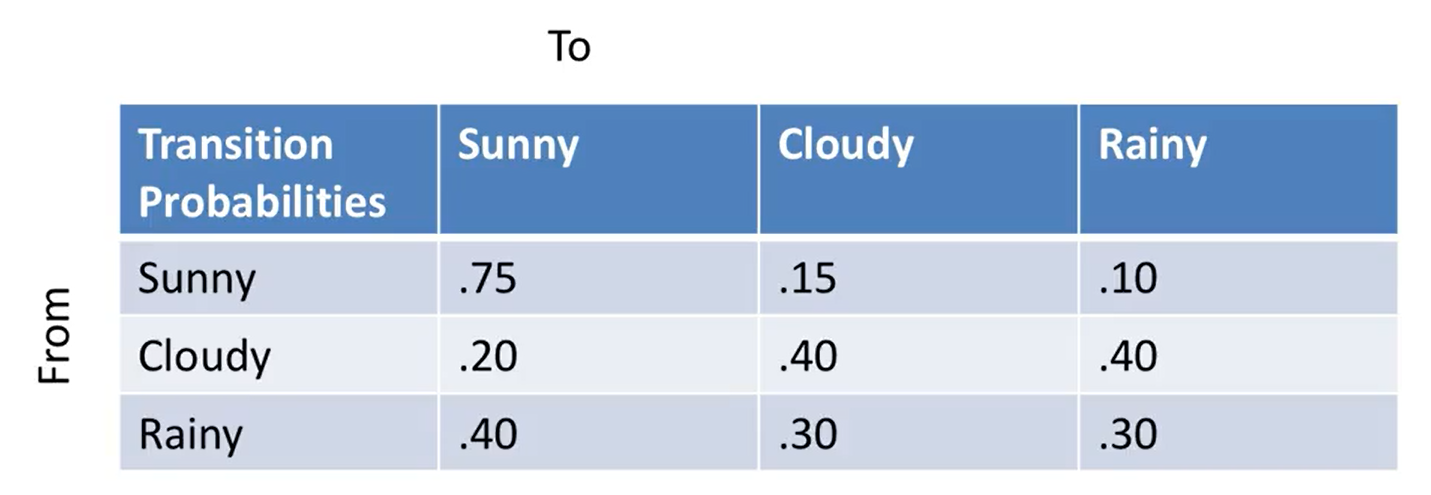 To
Transition Probabilities Sunny Cloudy Rainy
From
Sunny .75 .15 .10
Cloudy .20 .40 .40
Rainy .40 .30 .30